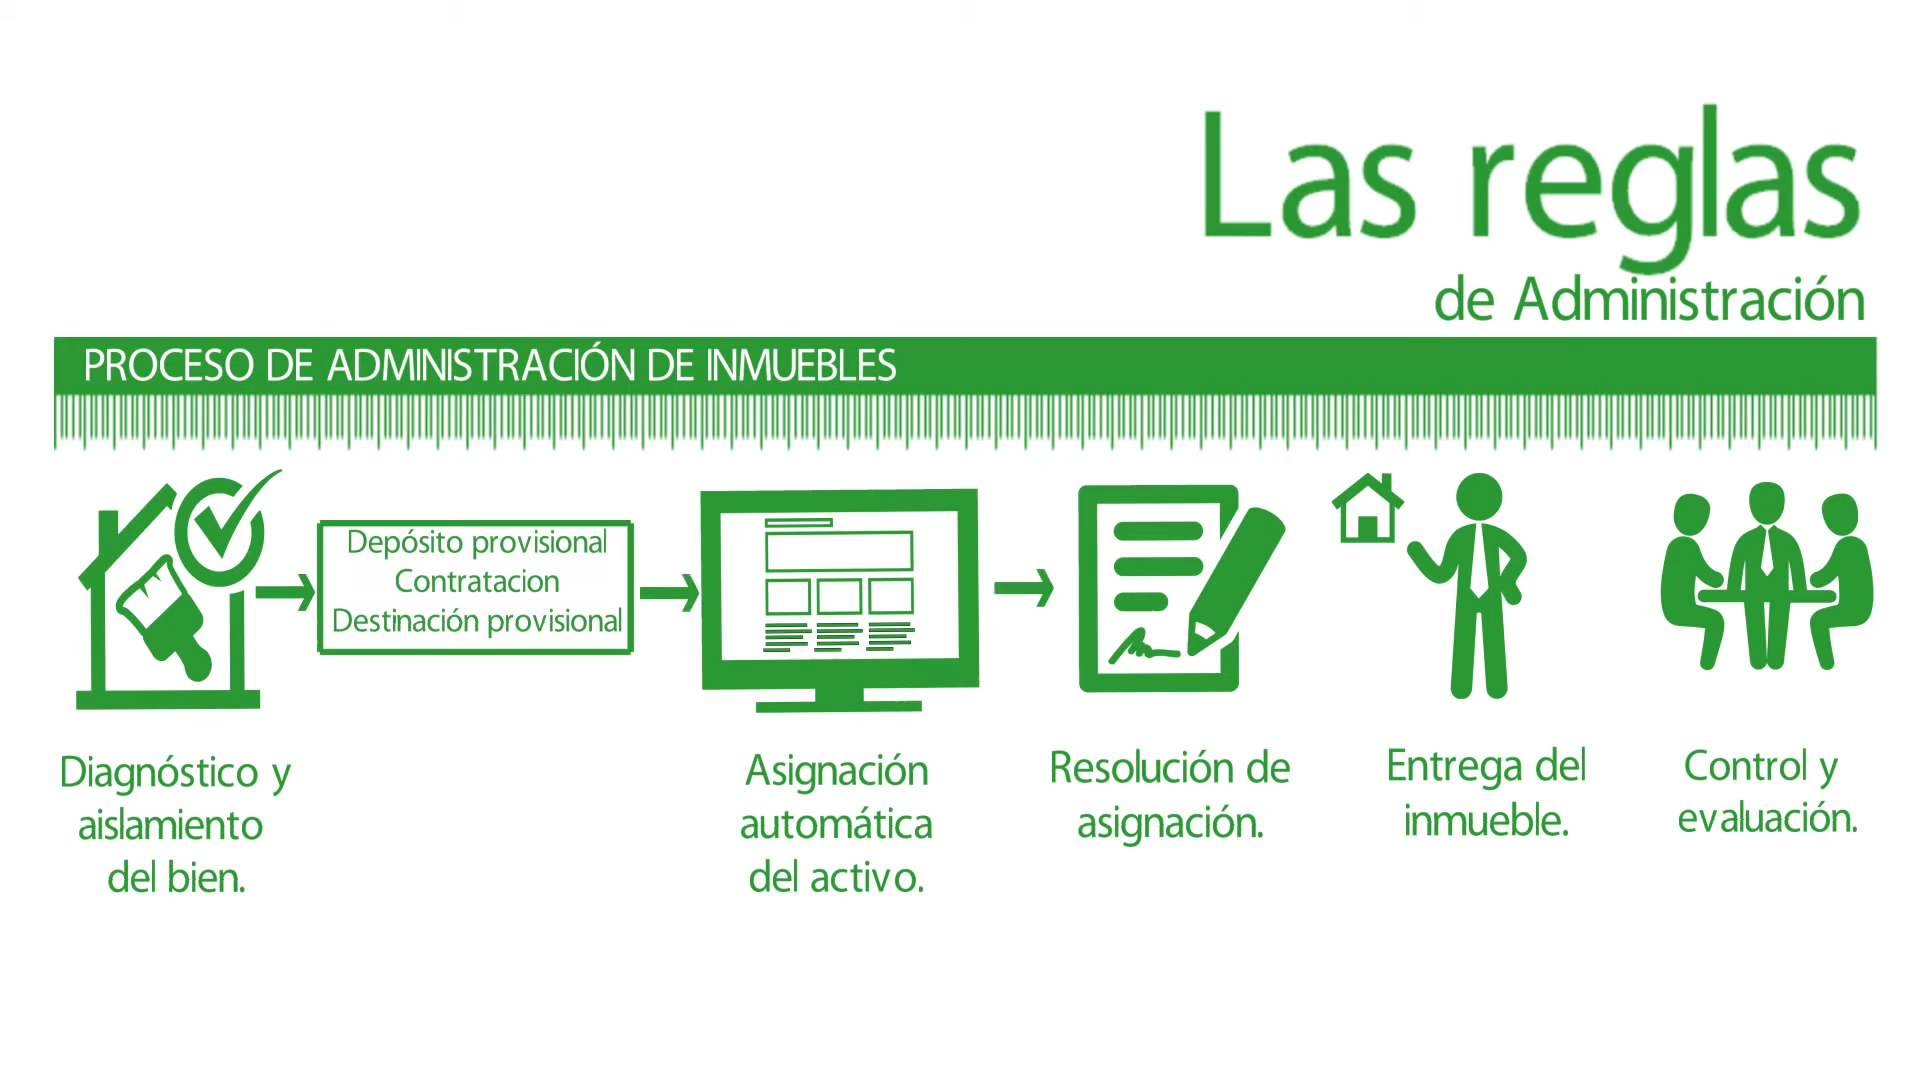 Las reglas
de Administración
PROCESO DE ADMINISTRACIÓN DE INMUEBLES
Depósito provisional
Contratacion
Destinación provisional
Diagnóstico y
aislamiento
del bien.
Asignación
automática
del activo.
Resolución de
asignación.
Entrega del
inmueble.
Control y
evaluación.